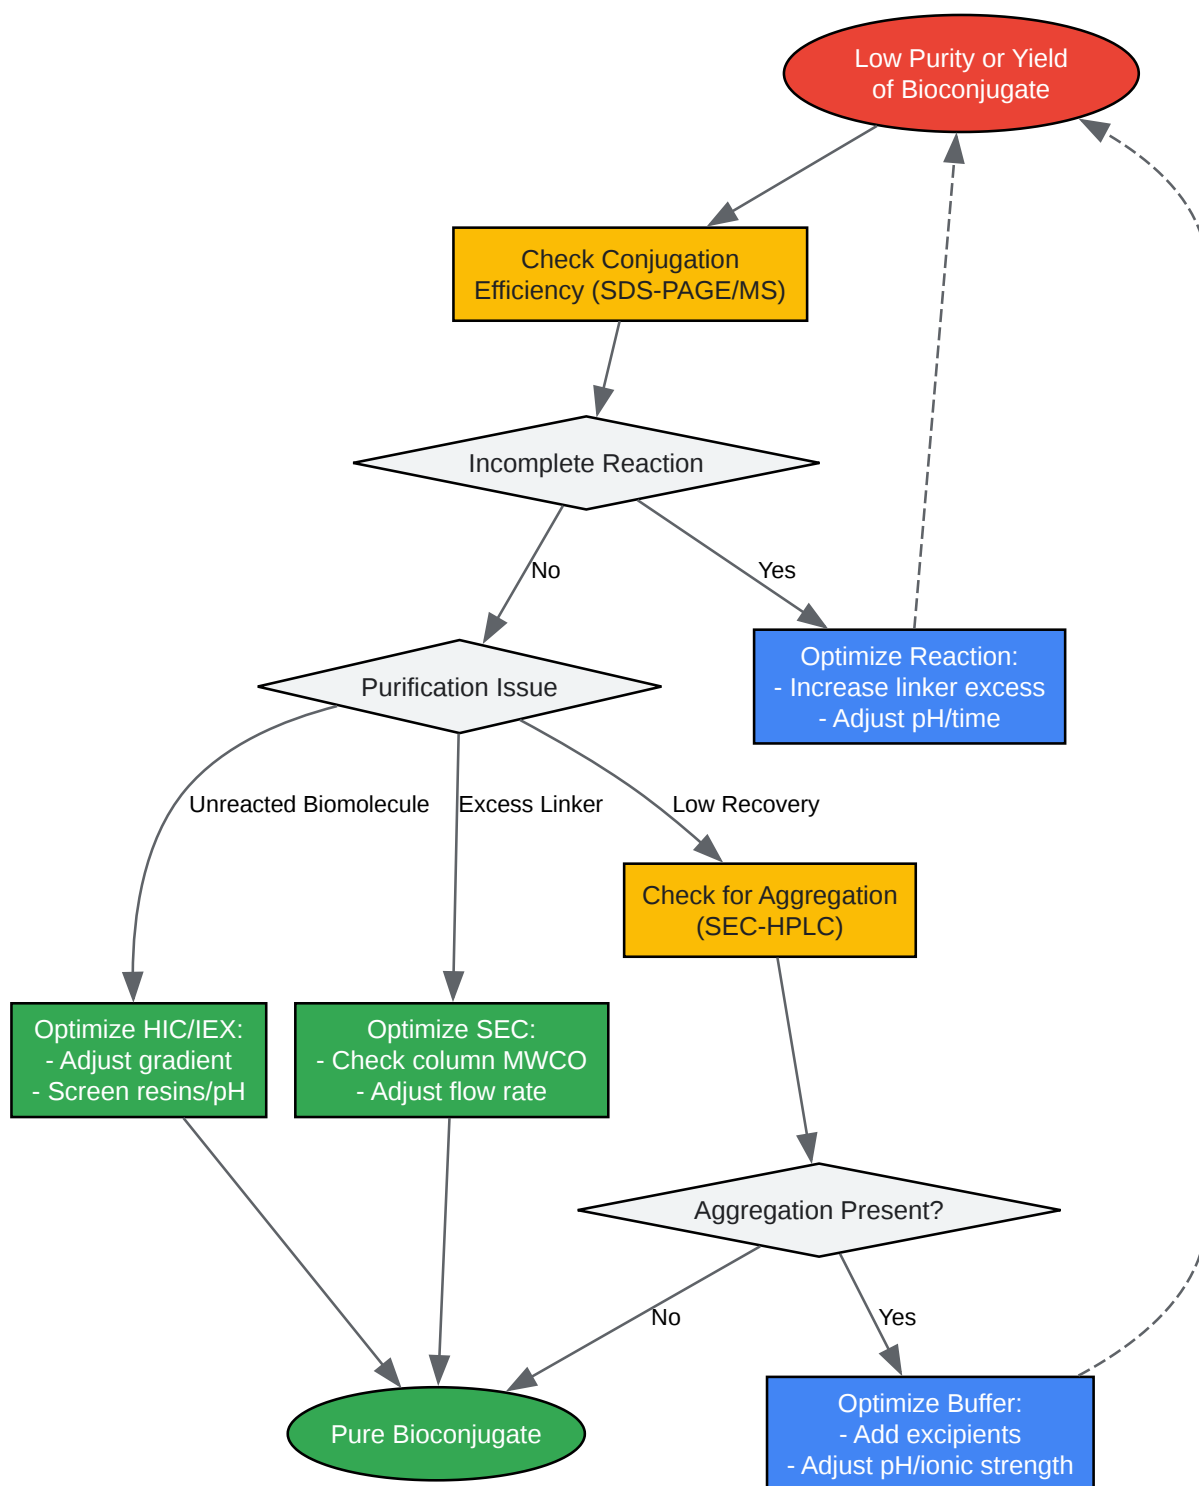 Low Purity or Yield
of Bioconjugate
Check Conjugation
Efficiency (SDS-PAGE/MS)
Incomplete Reaction
No
Yes
Optimize Reaction:
- Increase linker excess
- Adjust pH/time
Purification Issue
Unreacted Biomolecule
Excess Linker
Low Recovery
Check for Aggregation
(SEC-HPLC)
Optimize HIC/IEX:
- Adjust gradient
- Screen resins/pH
Optimize SEC:
- Check column MWCO
- Adjust flow rate
Aggregation Present?
No
Yes
Pure Bioconjugate
Optimize Buffer:
- Add excipients
- Adjust pH/ionic strength